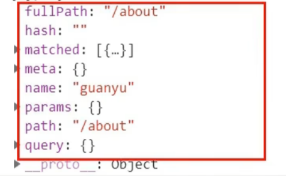 fullPath: "/about"
hash: ""
matched: [{…}]
meta: {}
name: "guanyu"
params: {}
path: "/about"
query: {}
__proto__: Object